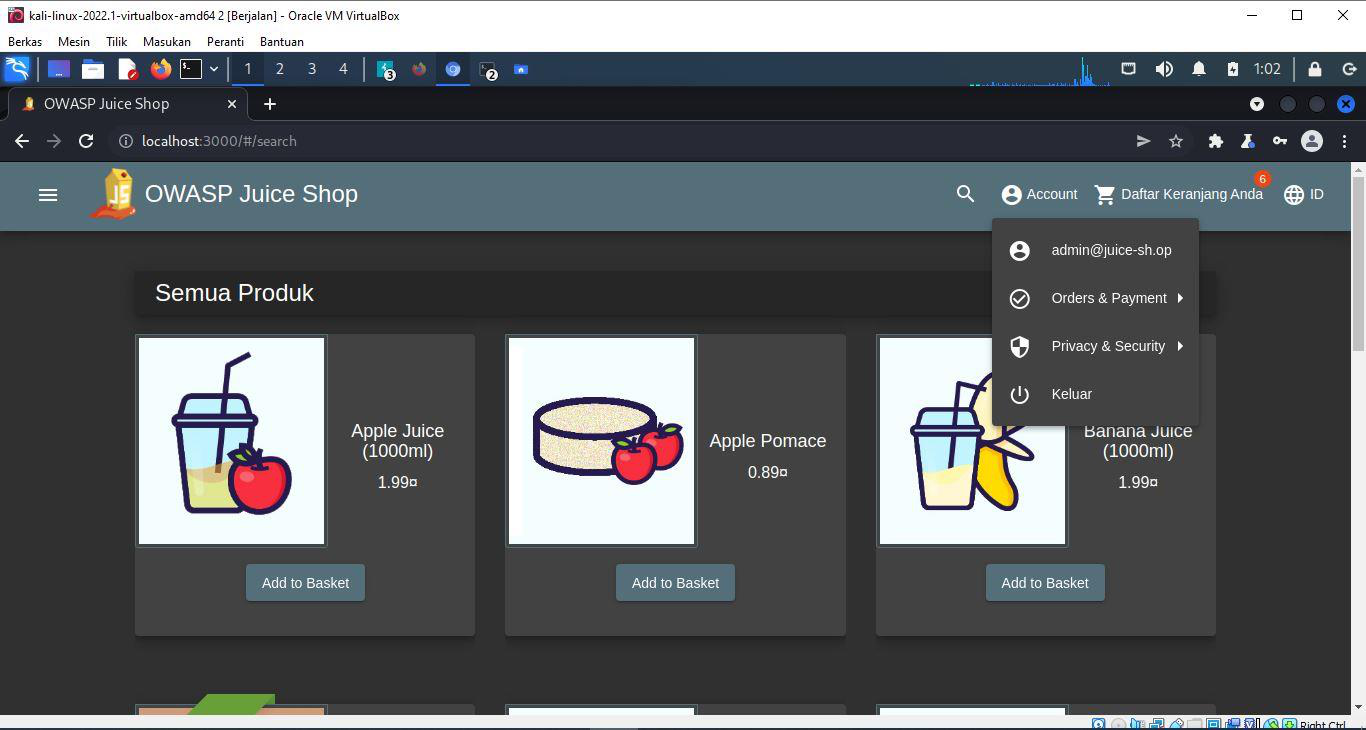 kali-linux-2022.1-virtualbox-amd64 2 [Berjalan] - Oracle VM VirtualBox
Berkas Mesin Tilik Masukan Peranti Bantuan
1 2 3 4 3 2 1:02
OWASP Juice Shop
localhost:3000/#/search
JS OWASP Juice Shop Account Daftar Keranjang Anda 6 ID
admin@juice-sh.op
Orders & Payment
Privacy & Security
Keluar
Semua Produk
Apple Juice
(1000ml)
1.99¤
Add to Basket
Apple Pomace
0.89¤
Add to Basket
Banana Juice
(1000ml)
1.99¤
Add to Basket
Right Ctrl